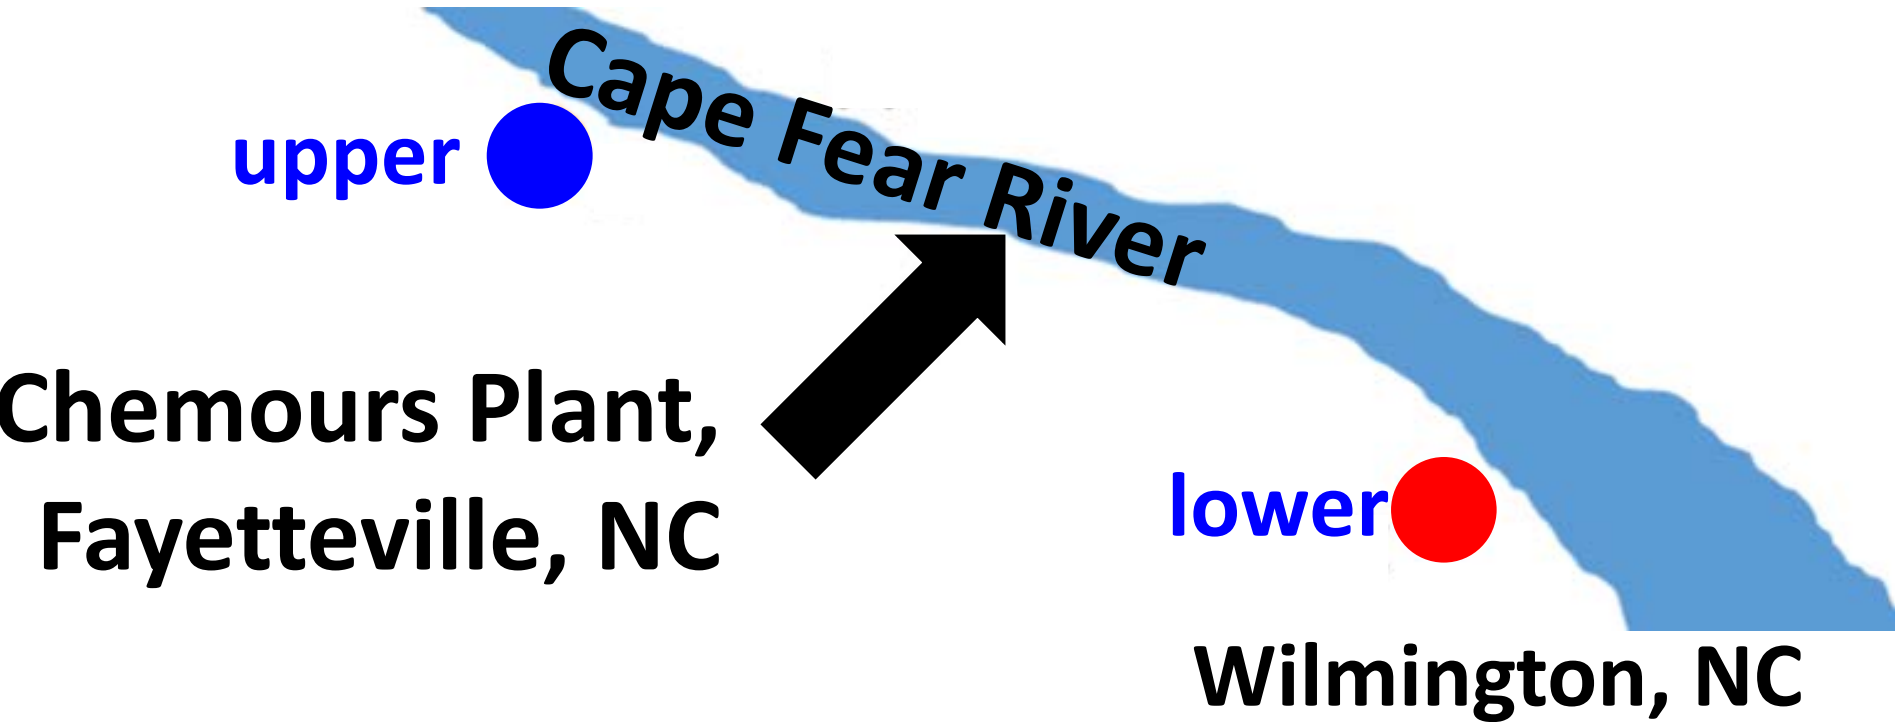 Cape Fear River
upper
Chemours Plant,
Fayetteville, NC
lower
Wilmington, NC